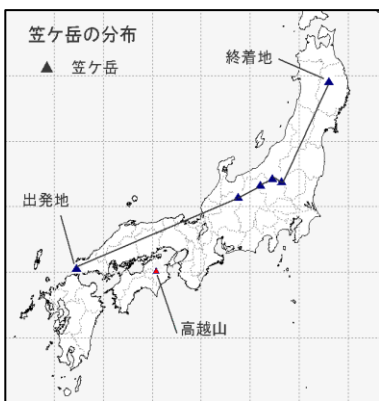 笠ケ岳の分布
▲ 笠ケ岳
終着地
出発地
高越山